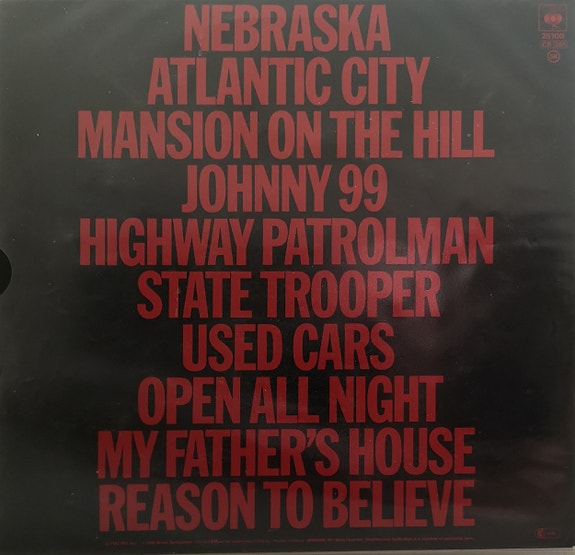 NEBRASKA
ATLANTIC CITY
MANSION ON THE HILL
JOHNNY 99
HIGHWAY PATROLMAN
STATE TROOPER
USED CARS
OPEN ALL NIGHT
MY FATHER'S HOUSE
REASON TO BELIEVE